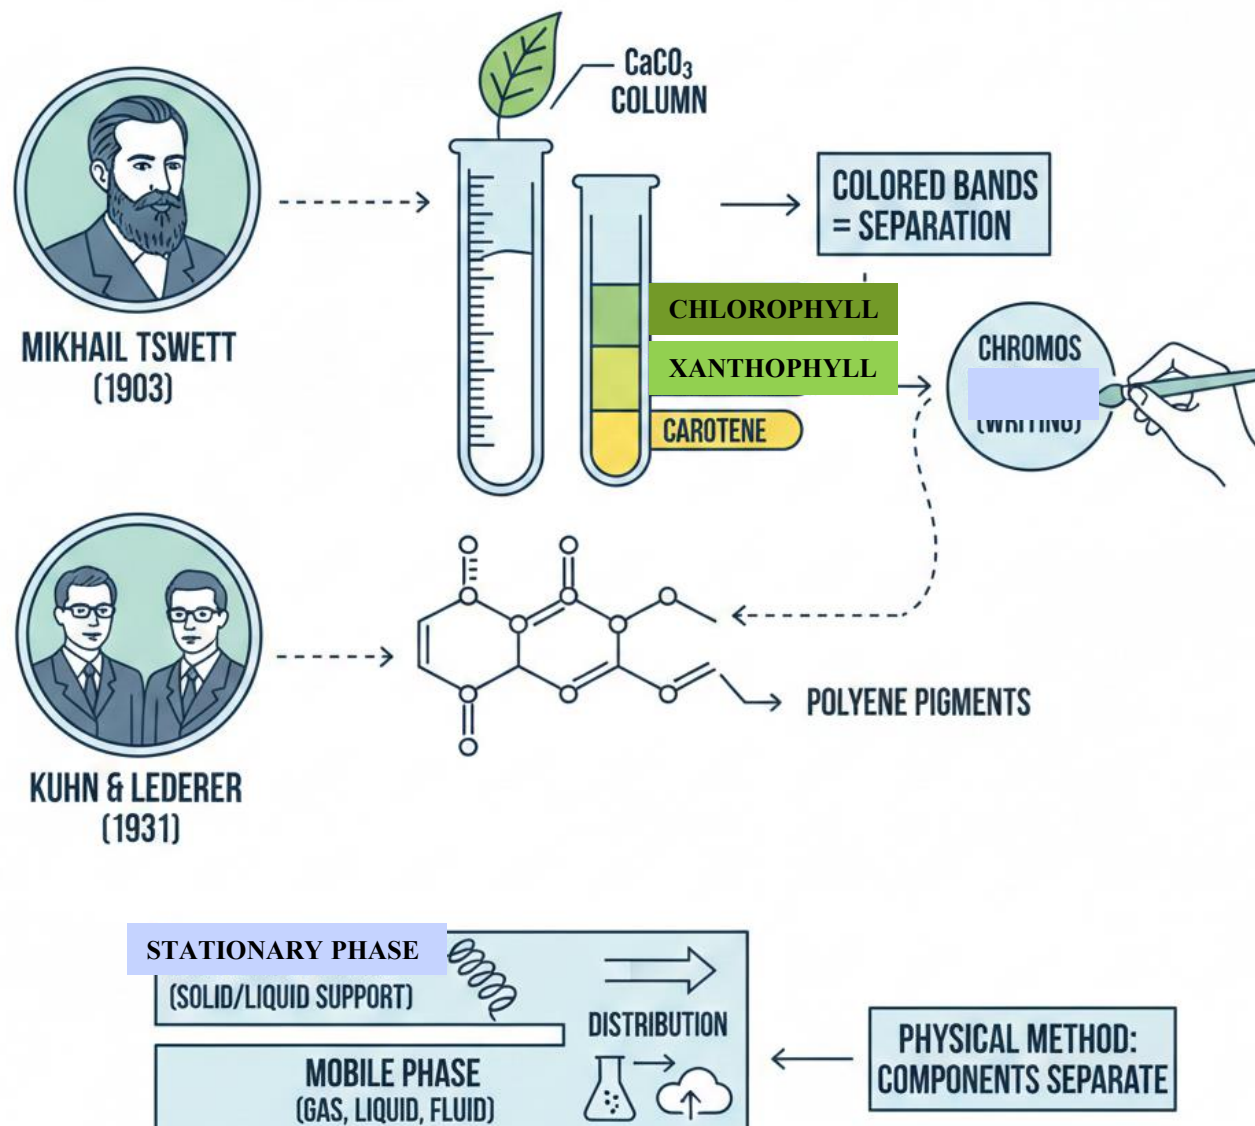 CaCO₃
COLUMN
MIKHAIL TSWETT
(1903)
COLORED BANDS
= SEPARATION
CHLOROPHYLL
XANTHOPHYLL
CAROTENE
CHROMOS
(WRITING)
KUHN & LEDERER
(1931)
POLYENE PIGMENTS
STATIONARY PHASE
(SOLID/LIQUID SUPPORT)
DISTRIBUTION
MOBILE PHASE
(GAS, LIQUID, FLUID)
PHYSICAL METHOD:
COMPONENTS SEPARATE